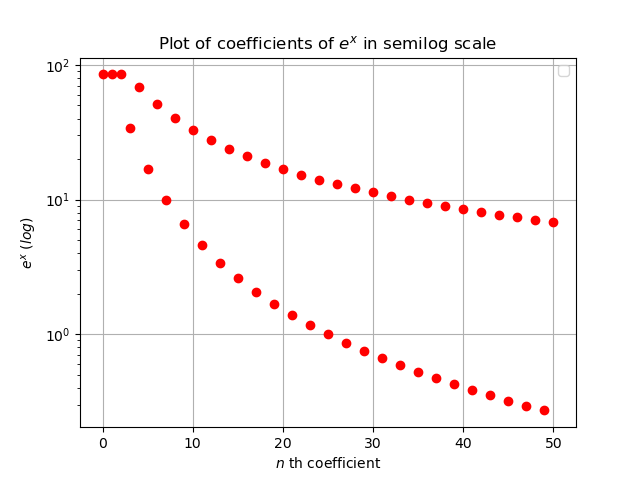 Plot of coefficients of $e^x$ in semilog scale
$e^x$ $(log)$
$10^2$
$10^1$
$10^0$
0 10 20 30 40 50
$n$ th coefficient